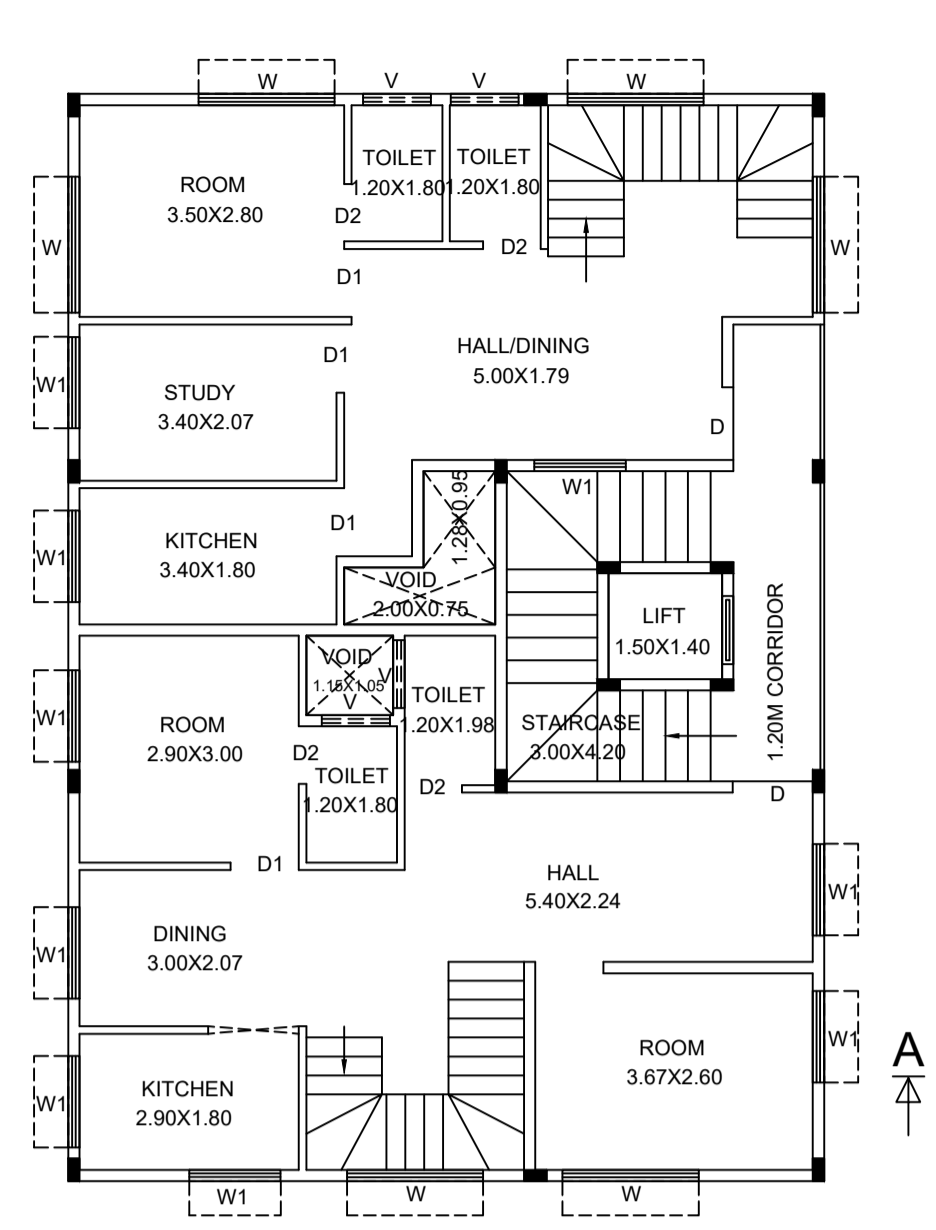 W
V
V
W
TOILET
1.20X1.80
TOILET
1.20X1.80
ROOM
3.50X2.80
D2
W
D2
W
D1
HALL/DINING
5.00X1.79
D1
W1
STUDY
3.40X2.07
D
W1
1.28X0.95
D1
KITCHEN
3.40X1.80
W1
VOID
2.00X0.75
LIFT
1.50X1.40
1.20M CORRIDOR
VOID
1.15X1.05
V
V
TOILET
1.20X1.98
W1
ROOM
2.90X3.00
STAIRCASE
3.00X4.20
D2
TOILET
1.20X1.80
D2
D
D1
HALL
5.40X2.24
W1
DINING
3.00X2.07
W1
ROOM
3.67X2.60
W1
A
KITCHEN
2.90X1.80
W1
W1
W
W